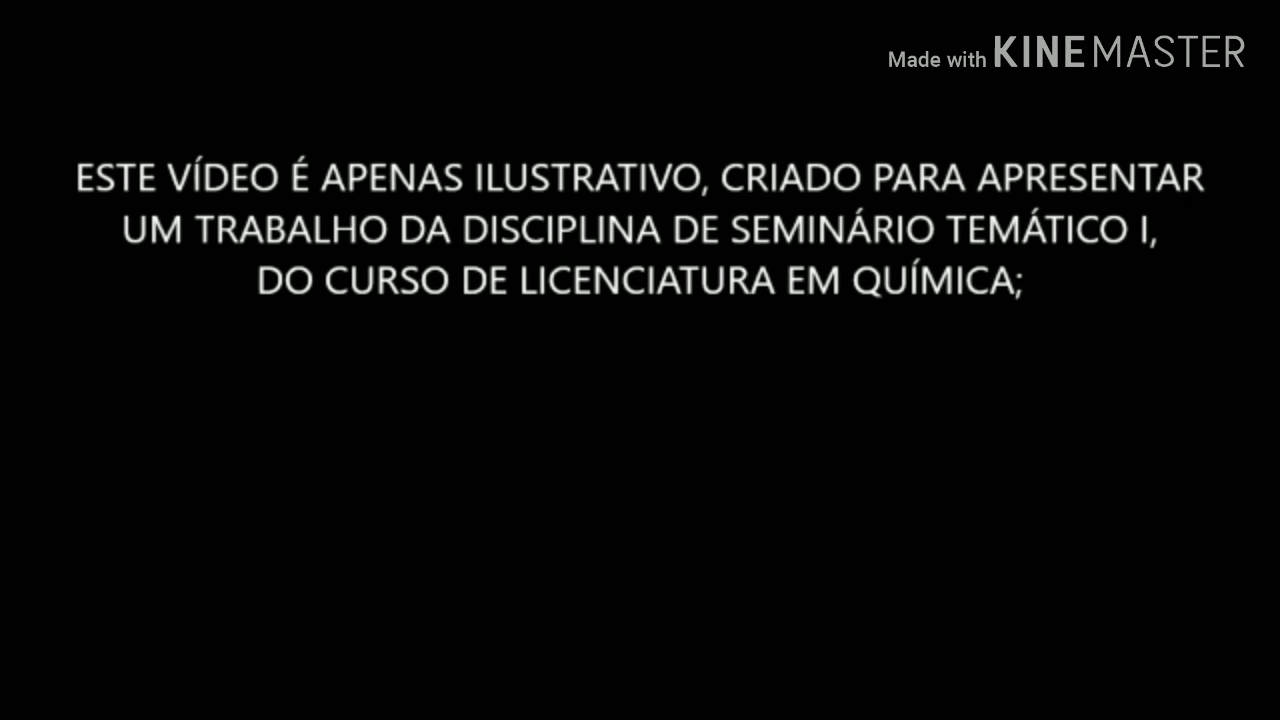 Made with KINEMASTER
ESTE VÍDEO É APENAS ILUSTRATIVO, CRIADO PARA APRESENTAR
UM TRABALHO DA DISCIPLINA DE SEMINÁRIO TEMÁTICO I,
DO CURSO DE LICENCIATURA EM QUÍMICA;